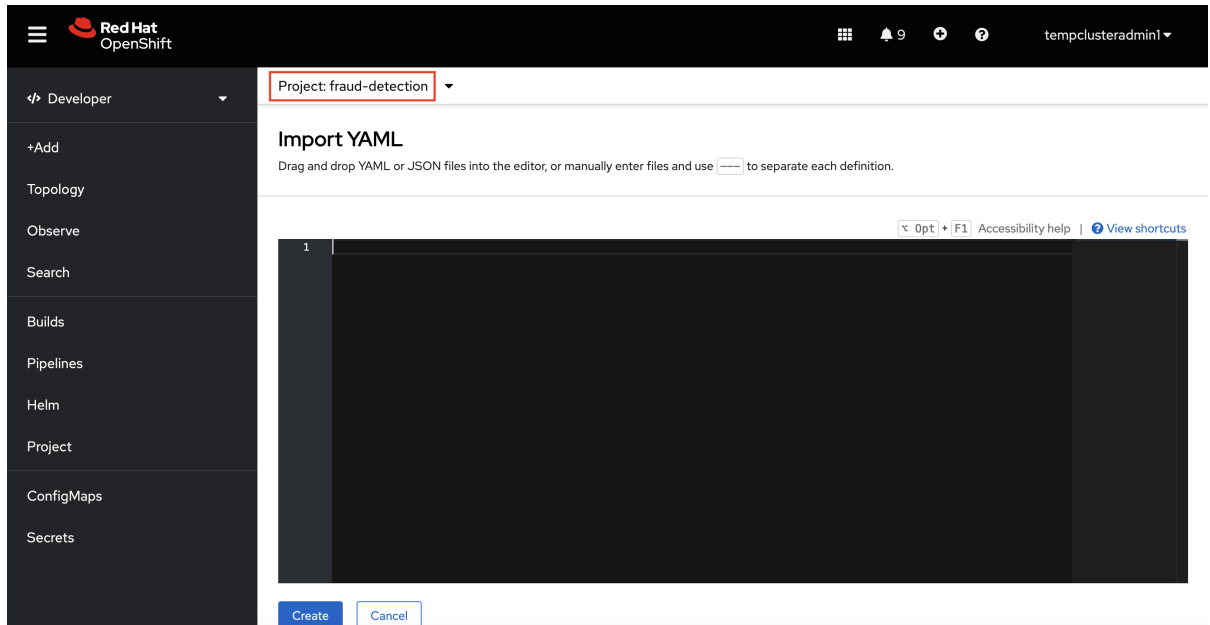 Red Hat
OpenShift
9
tempclusteradmin1
Developer
+Add
Topology
Observe
Search
Builds
Pipelines
Helm
Project
ConfigMaps
Secrets
Project: fraud-detection
Import YAML
Drag and drop YAML or JSON files into the editor, or manually enter files and use --- to separate each definition.
⌥ Opt + F1 Accessibility help | View shortcuts
1
Create Cancel